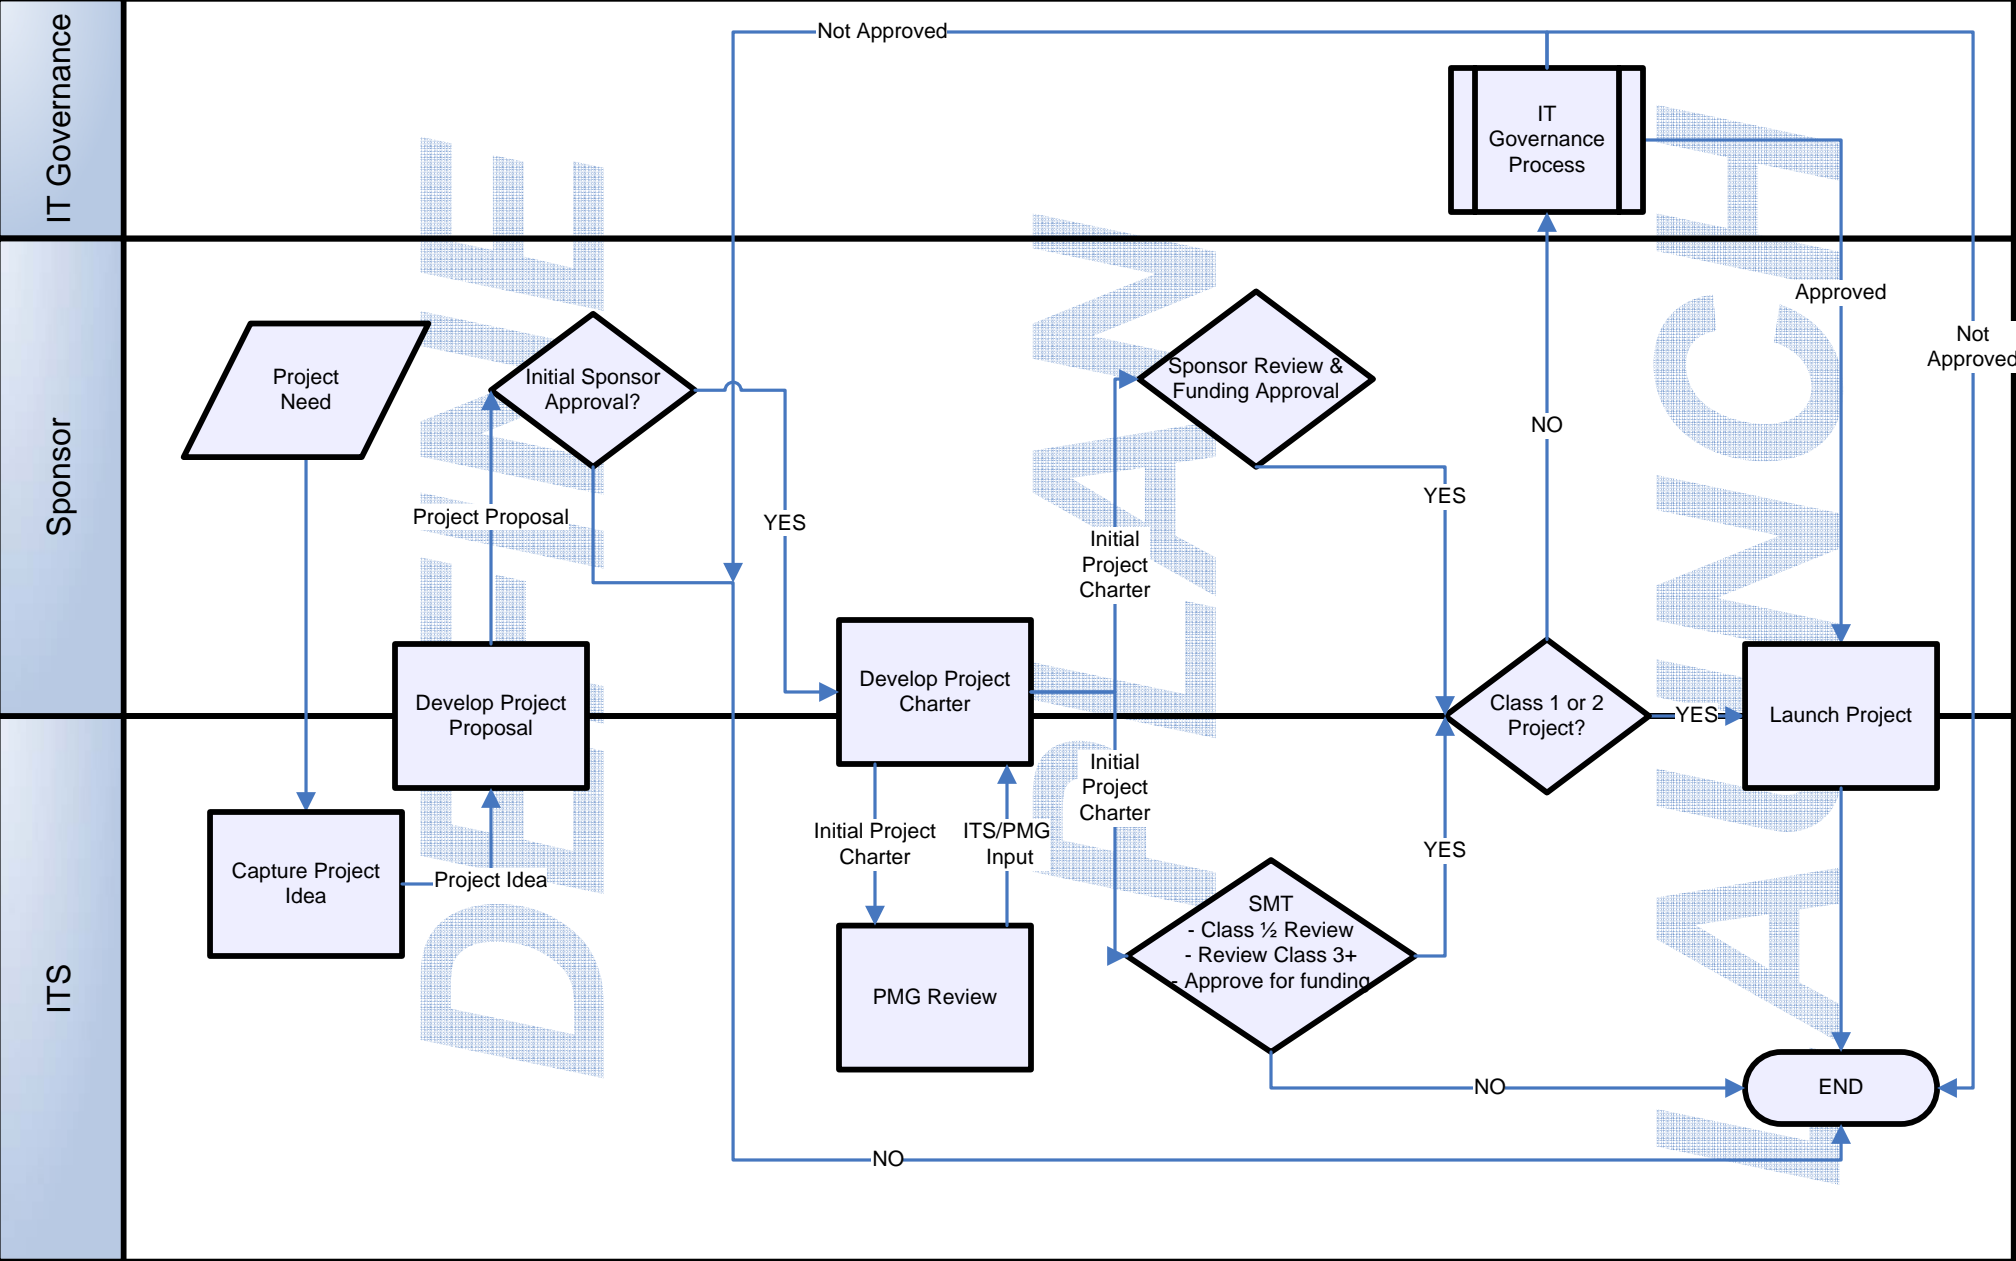 IT Governance
Sponsor
ITS
DEFINE
PLAN
LAUNCH
Not Approved
IT
Governance
Process
Approved
Not
Approved
Project
Need
Initial Sponsor
Approval?
Sponsor Review &
Funding Approval
NO
YES
Project Proposal
YES
Initial
Project
Charter
Develop Project
Proposal
Develop Project
Charter
Class 1 or 2
Project?
YES
Launch Project
Initial
Project
Charter
Capture Project
Idea
Project Idea
Initial Project
Charter
ITS/PMG
Input
YES
SMT
- Class ½ Review
- Review Class 3+
- Approve for funding
PMG Review
NO
END
NO